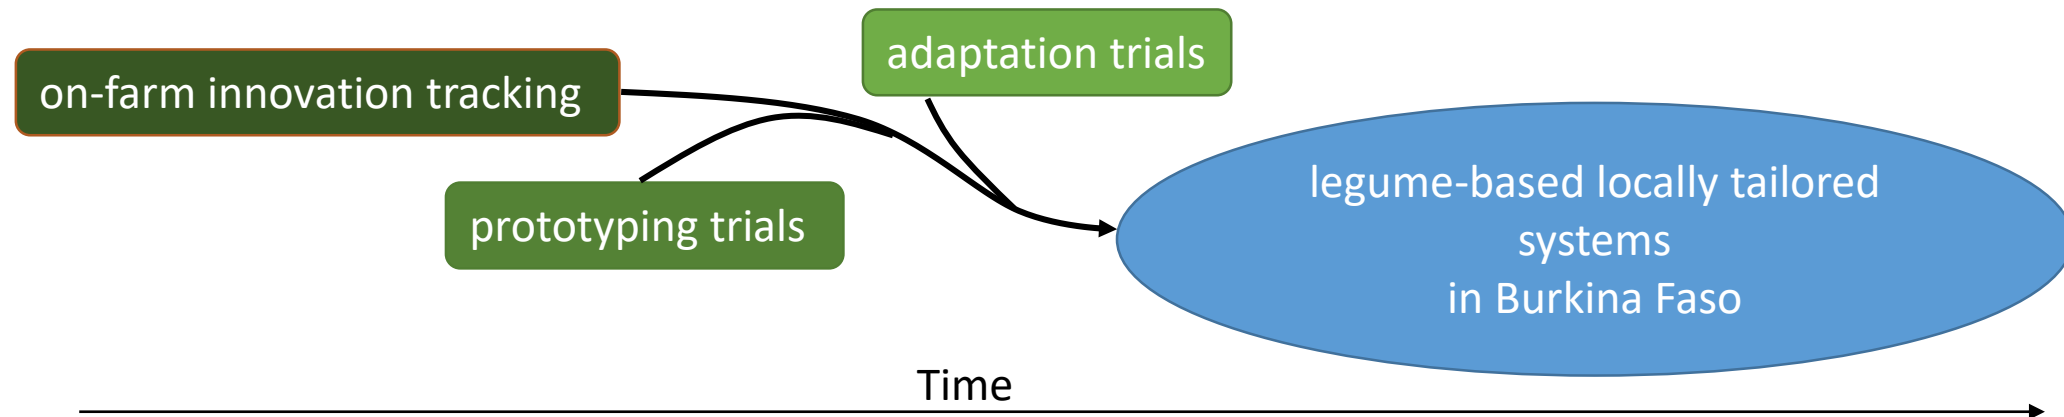 on-farm innovation tracking
adaptation trials
prototyping trials
legume-based locally tailored
systems
in Burkina Faso
Time